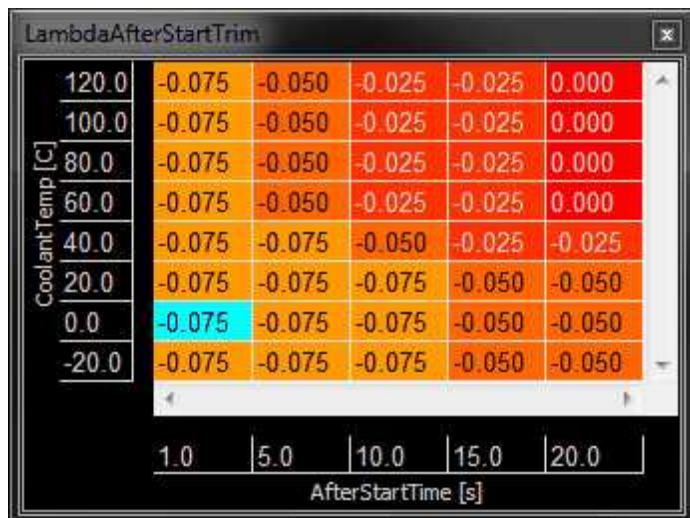 LambdaAfterStartTrim
120.0 -0.075 -0.050 -0.025 -0.025 0.000
100.0 -0.075 -0.050 -0.025 -0.025 0.000
80.0 -0.075 -0.050 -0.025 -0.025 0.000
60.0 -0.075 -0.050 -0.025 -0.025 0.000
40.0 -0.075 -0.075 -0.050 -0.025 -0.025
20.0 -0.075 -0.075 -0.075 -0.050 -0.050
0.0 -0.075 -0.075 -0.075 -0.050 -0.050
-20.0 -0.075 -0.075 -0.075 -0.050 -0.050
CoolantTemp [C]
1.0 5.0 10.0 15.0 20.0
AfterStartTime [s]